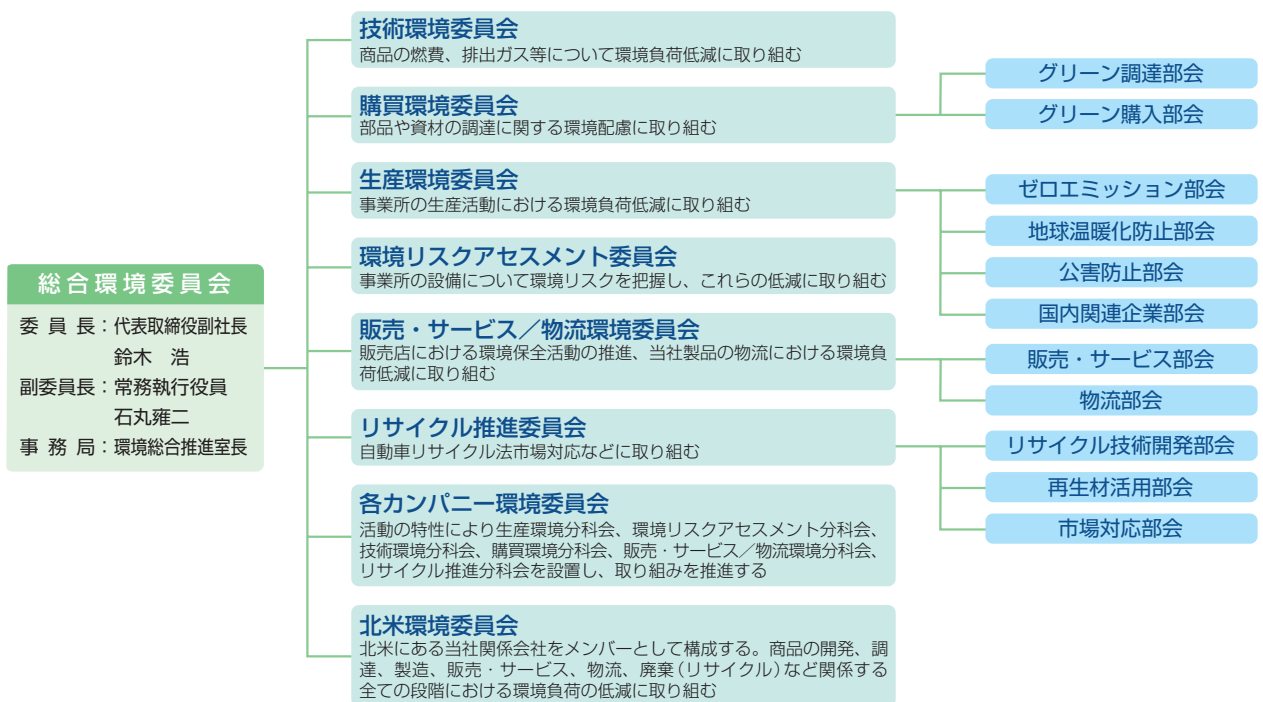 総合環境委員会
委員長：代表取締役副社長
鈴木　浩
副委員長：常務執行役員
石丸雍二
事務局：環境総合推進室長
技術環境委員会
商品の燃費、排出ガス等について環境負荷低減に取り組む
購買環境委員会
部品や資材の調達に関する環境配慮に取り組む
グリーン調達部会
グリーン購入部会
生産環境委員会
事業所の生産活動における環境負荷低減に取り組む
ゼロエミッション部会
地球温暖化防止部会
公害防止部会
国内関連企業部会
環境リスクアセスメント委員会
事業所の設備について環境リスクを把握し、これらの低減に取り組む
販売・サービス／物流環境委員会
販売店における環境保全活動の推進、当社製品の物流における環境負
荷低減に取り組む
販売・サービス部会
物流部会
リサイクル推進委員会
自動車リサイクル法市場対応などに取り組む
リサイクル技術開発部会
再生材活用部会
市場対応部会
各カンパニー環境委員会
活動の特性により生産環境分科会、環境リスクアセスメント分科会、
技術環境分科会、購買環境分科会、販売・サービス／物流環境分科会、
リサイクル推進分科会を設置し、取り組みを推進する
北米環境委員会
北米にある当社関係会社をメンバーとして構成する。商品の開発、調
達、製造、販売・サービス、物流、廃棄（リサイクル）など関係する
全ての段階における環境負荷の低減に取り組む